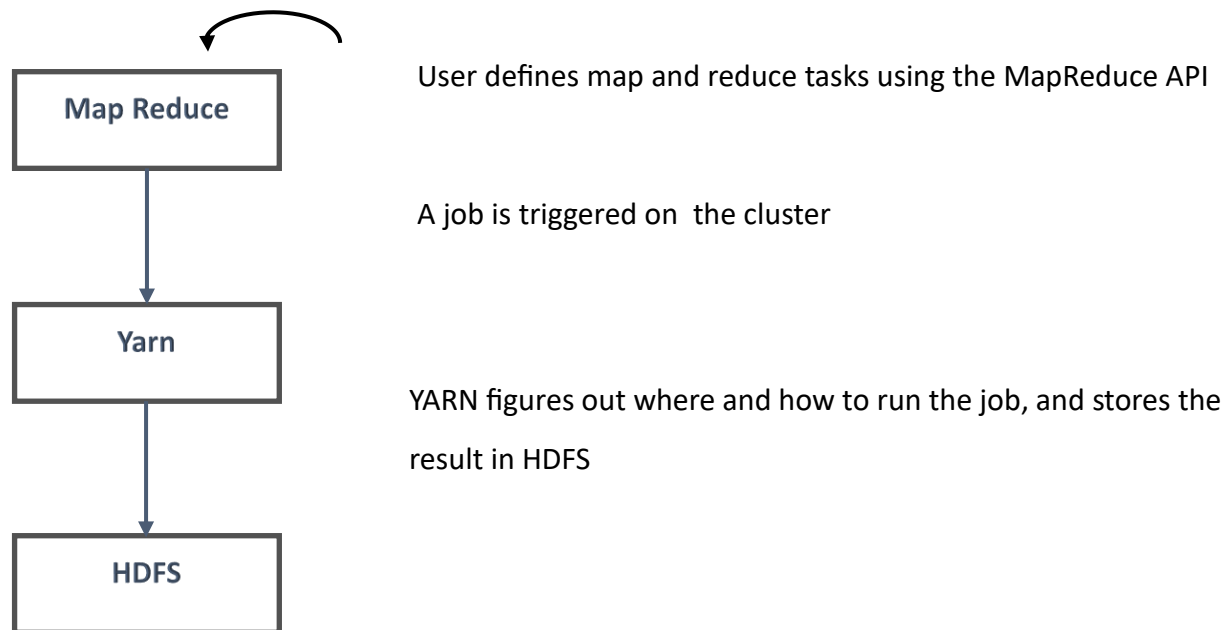 User defines map and reduce tasks using the MapReduce API
Map Reduce
A job is triggered on  the cluster
Yarn
YARN figures out where and how to run the job, and stores the
result in HDFS
HDFS